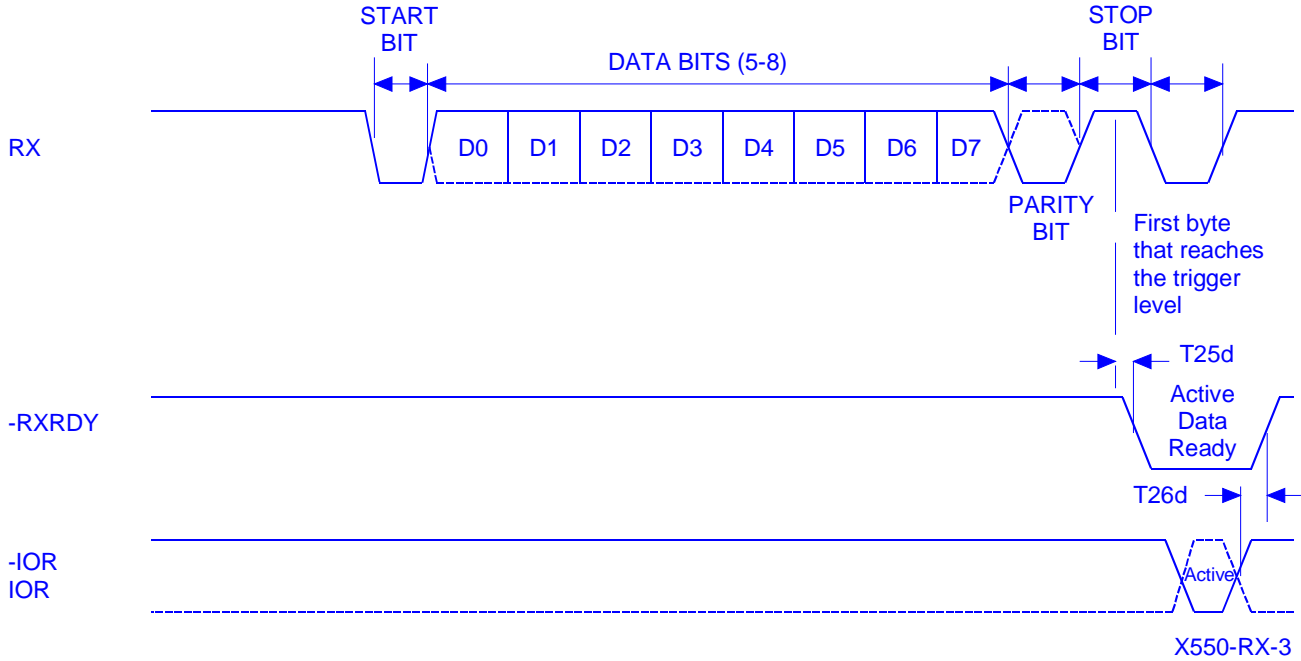 START
BIT
STOP
BIT
DATA BITS (5-8)
RX
D0 D1 D2 D3 D4 D5 D6 D7
PARITY
BIT
First byte
that reaches
the trigger
level
T25d
-RXRDY
Active
Data
Ready
T26d
-IOR
IOR
Active
X550-RX-3